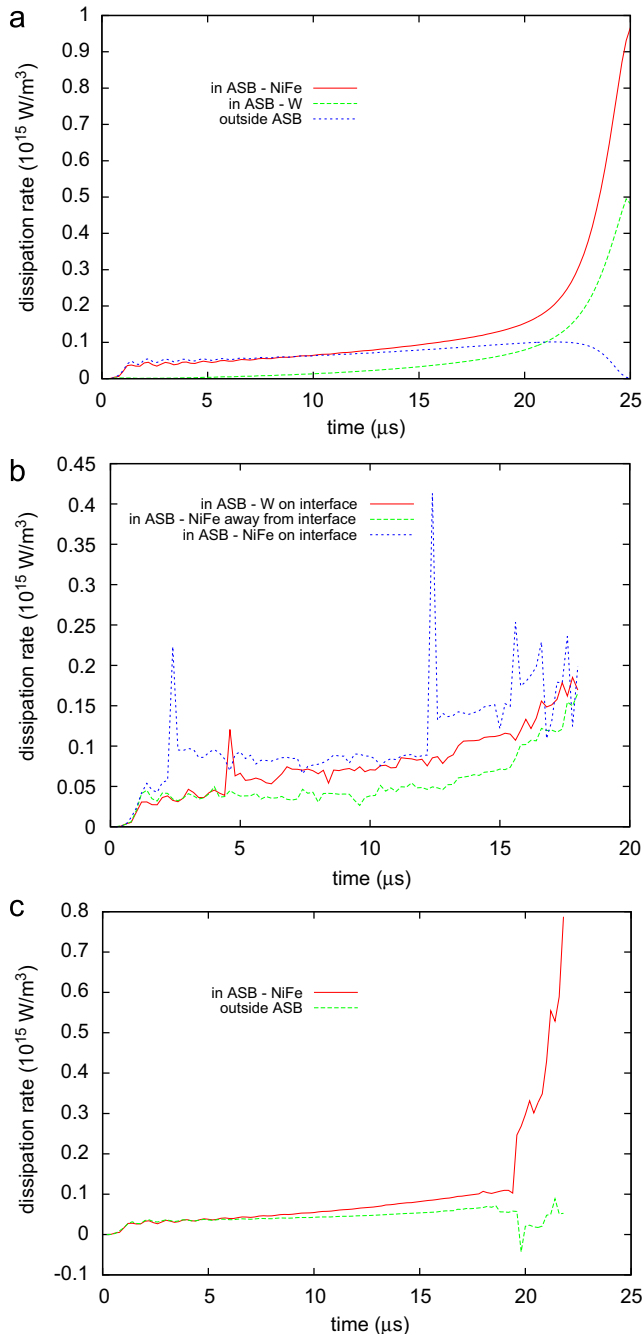 a
1
0.9
0.8
0.7
0.6
0.5
0.4
0.3
0.2
0.1
0
dissipation rate (10¹⁵ W/m³)
in ASB - NiFe
in ASB - W
outside ASB
0 5 10 15 20 25
time (μs)
b
0.45
0.4
0.35
0.3
0.25
0.2
0.15
0.1
0.05
0
dissipation rate (10¹⁵ W/m³)
in ASB - W on interface
in ASB - NiFe away from interface
in ASB - NiFe on interface
0 5 10 15 20
time (μs)
c
0.8
0.7
0.6
0.5
0.4
0.3
0.2
0.1
0
-0.1
dissipation rate (10¹⁵ W/m³)
in ASB - NiFe
outside ASB
0 5 10 15 20 25
time (μs)